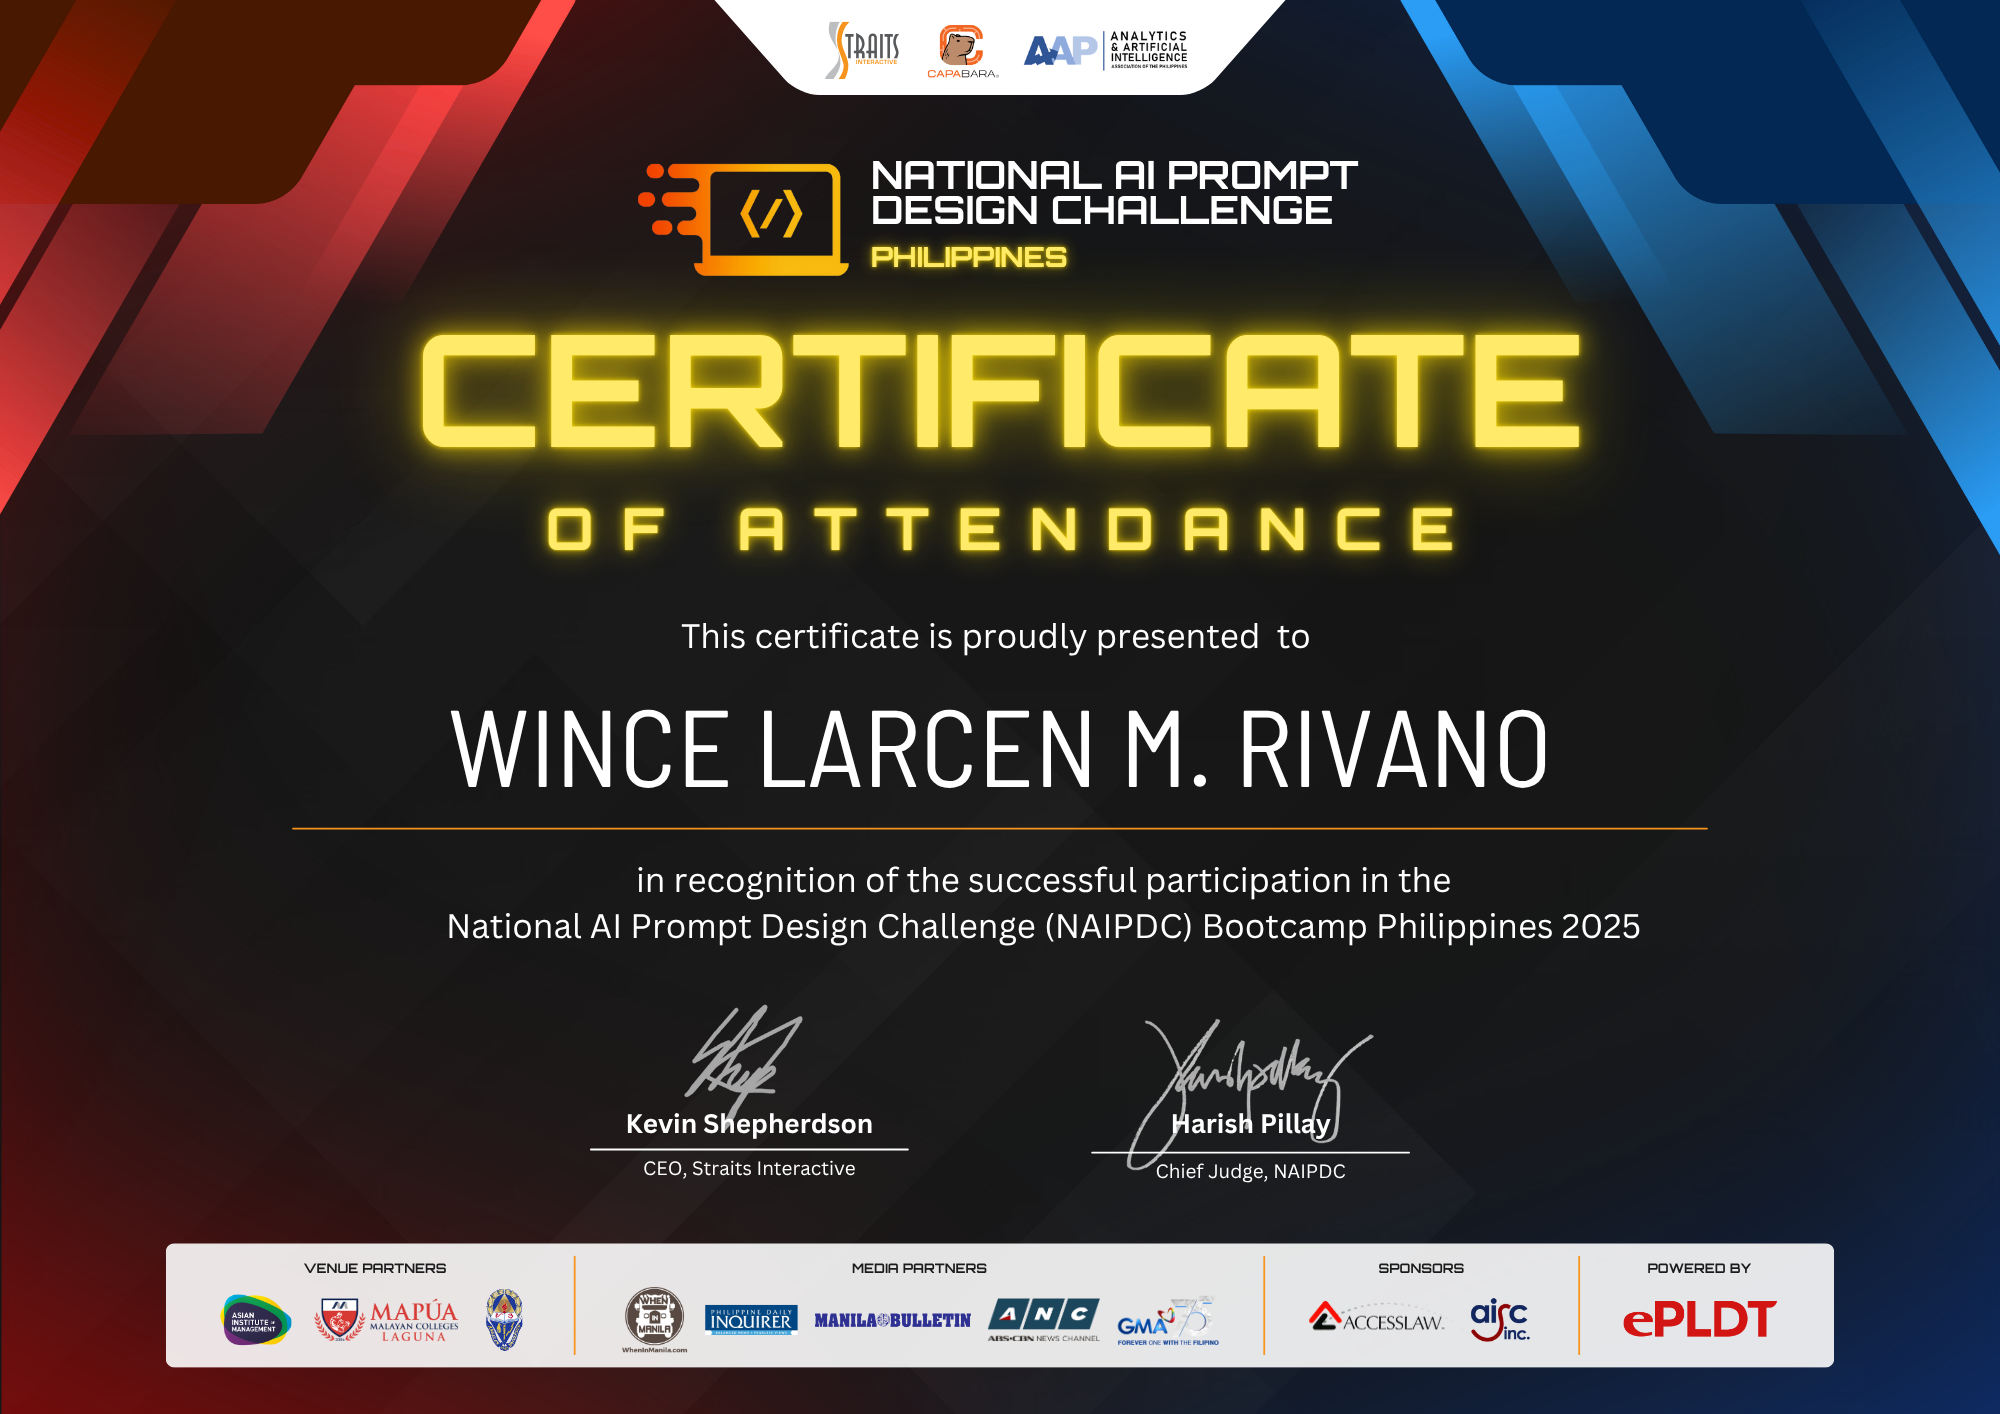 STRAITS
INTERACTIVE
CAPABARA
AAP
ANALYTICS
& ARTIFICIAL
INTELLIGENCE
ASSOCIATION OF THE PHILIPPINES
NATIONAL AI PROMPT
DESIGN CHALLENGE
PHILIPPINES
CERTIFICATE
OF ATTENDANCE
This certificate is proudly presented to
WINCE LARCEN M. RIVANO
in recognition of the successful participation in the
National AI Prompt Design Challenge (NAIPDC) Bootcamp Philippines 2025
Kevin Shepherdson
CEO, Straits Interactive
Harish Pillay
Chief Judge, NAIPDC
VENUE PARTNERS
ASIAN
INSTITUTE OF
MANAGEMENT
MAPÚA
MALAYAN COLLEGES
LAGUNA
MEDIA PARTNERS
WHEN
IN
MANILA
WhenInManila.com
PHILIPPINE DAILY
INQUIRER
MANILA BULLETIN
ANC
ABS-CBN NEWS CHANNEL
GMA 75
FOREVER ONE WITH THE FILIPINO
SPONSORS
ACCESSLAW
aisc
inc.
POWERED BY
ePLDT